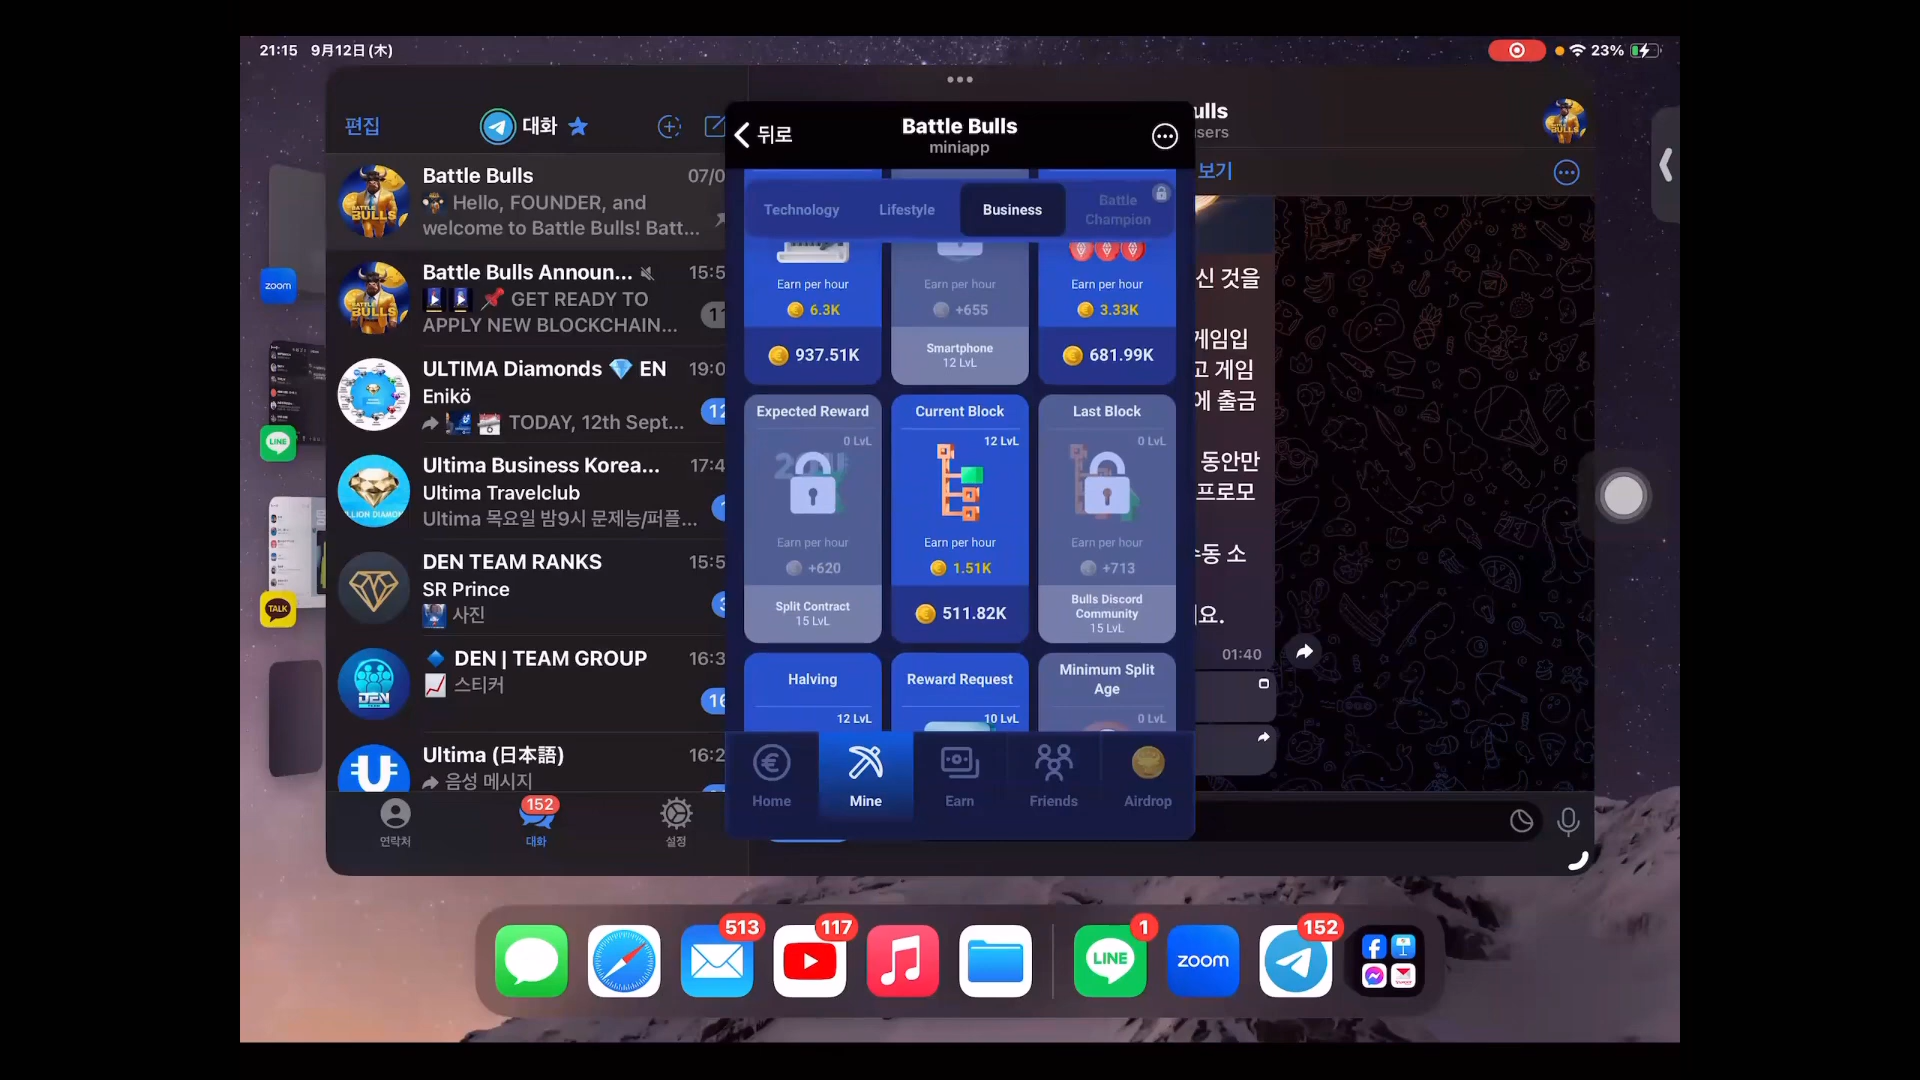 21:15 9月12日(木)
23%
편집
대화
Battle Bulls
07/0
Hello, FOUNDER, and
welcome to Battle Bulls! Batt...
Battle Bulls Announ...
15:5
GET READY TO
APPLY NEW BLOCKCHAIN...
11
ULTIMA Diamonds 💎 EN
19:0
Enikö
TODAY, 12th Sept...
12
Ultima Business Korea...
17:4
Ultima Travelclub
Ultima 목요일 밤9시 문제능/퍼플...
DEN TEAM RANKS
15:5
SR Prince
사진
DEN | TEAM GROUP
16:3
스티커
16
Ultima (日本語)
16:2
음성 메시지
연락처
152
대화
설정
zoom
LINE
TALK
뒤로
Battle Bulls
miniapp
Technology
Lifestyle
Business
Battle
Champion
Earn per hour
6.3K
937.51K
Earn per hour
+655
Smartphone
12 LvL
Earn per hour
3.33K
681.99K
Expected Reward
0 LvL
Earn per hour
+620
Split Contract
15 LvL
Current Block
12 LvL
Earn per hour
1.51K
511.82K
Last Block
0 LvL
Earn per hour
+713
Bulls Discord
Community
15 LvL
Halving
12 LvL
Reward Request
10 LvL
Minimum Split
Age
0 LvL
Home
Mine
Earn
Friends
Airdrop
ulls
sers
보기
신 것을
게임입
고 게임
에 출금
동안만
프로모
수동 소
요.
01:40
513
117
1
LINE
zoom
152